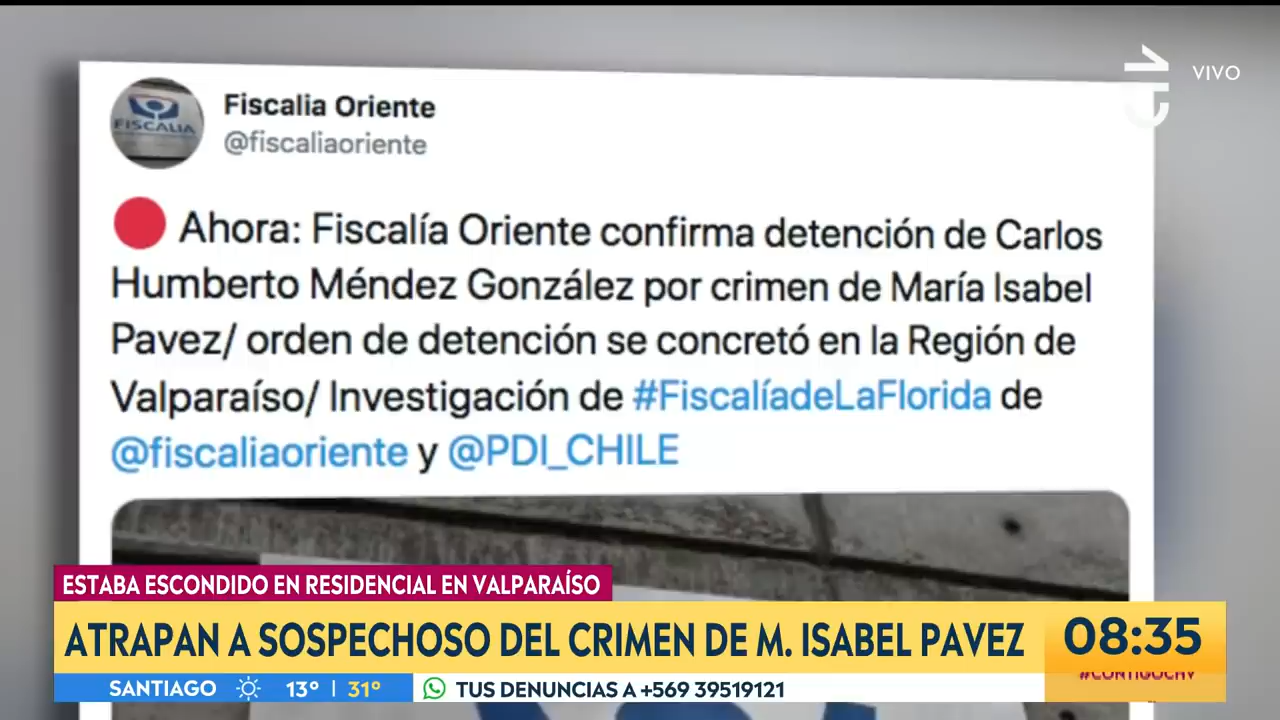 VIVO
FISCALIA
Fiscalia Oriente
@fiscaliaoriente
Ahora: Fiscalía Oriente confirma detención de Carlos
Humberto Méndez González por crimen de María Isabel
Pavez/ orden de detención se concretó en la Región de
Valparaíso/ Investigación de #FiscalíadeLaFlorida de
@fiscaliaoriente y @PDI_CHILE
ESTABA ESCONDIDO EN RESIDENCIAL EN VALPARAÍSO
ATRAPAN A SOSPECHOSO DEL CRIMEN DE M. ISABEL PAVEZ
08:35
#CONTIGOCHV
SANTIAGO 13° | 31° TUS DENUNCIAS A +569 39519121